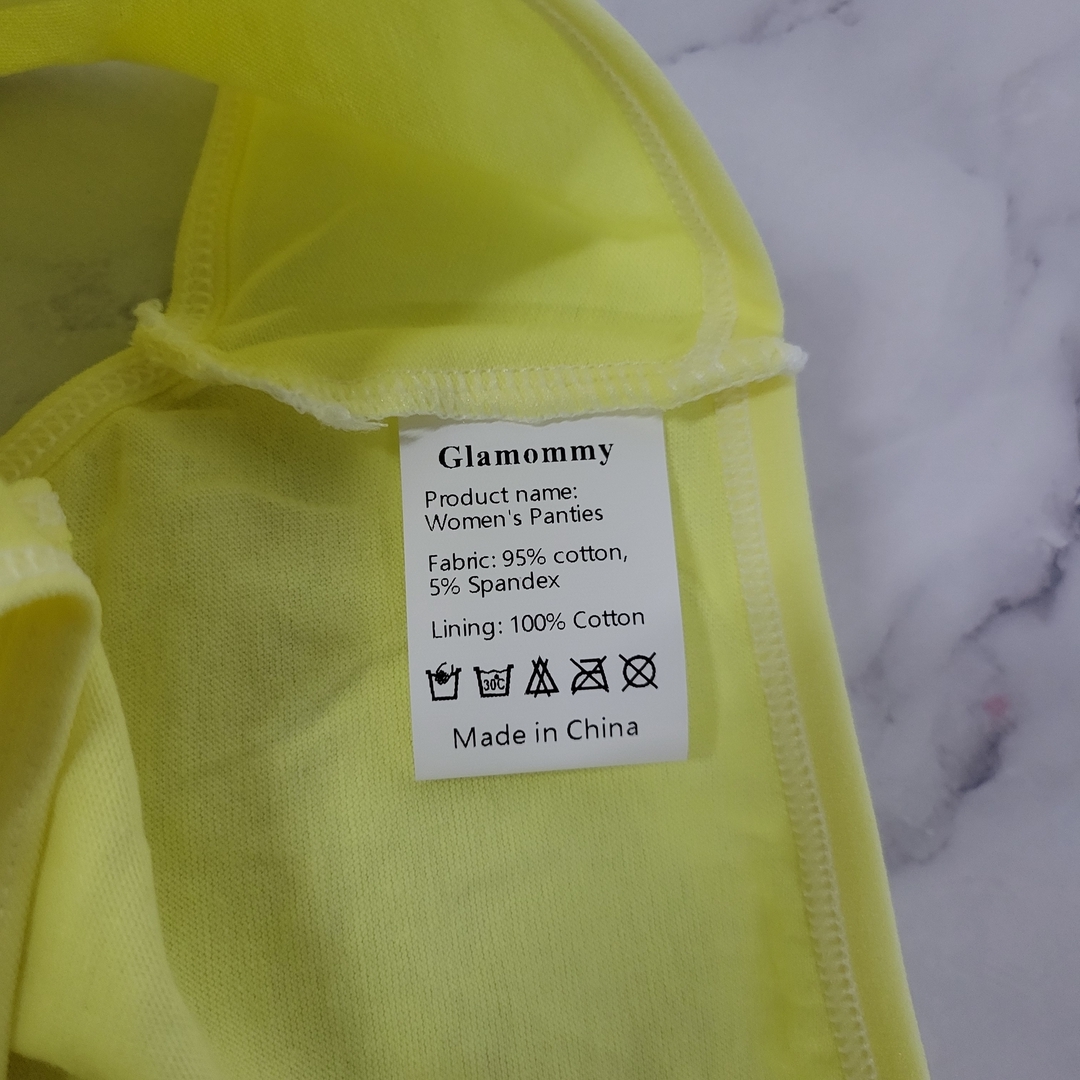 Glamommy
Product name:
Women's Panties
Fabric: 95% cotton,
5% Spandex
Lining: 100% Cotton
30℃
Made in China